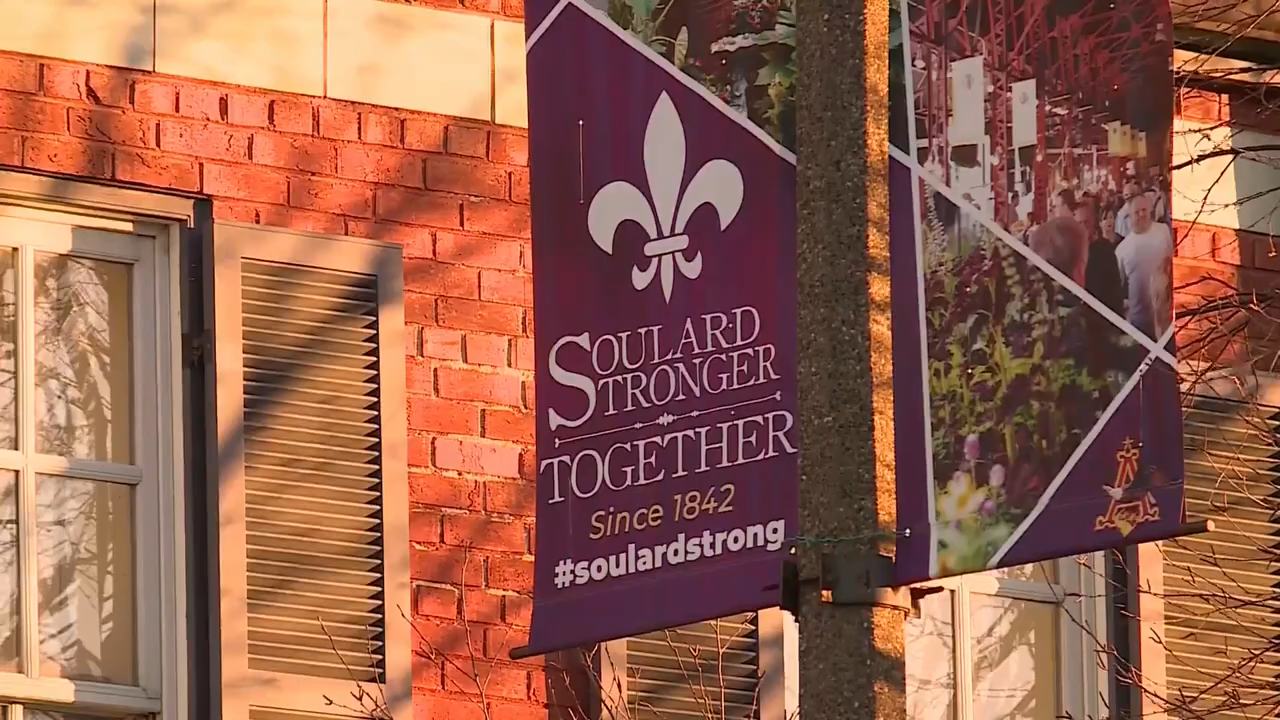 SOULARD
STRONGER
TOGETHER
Since 1842
#soulardstrong